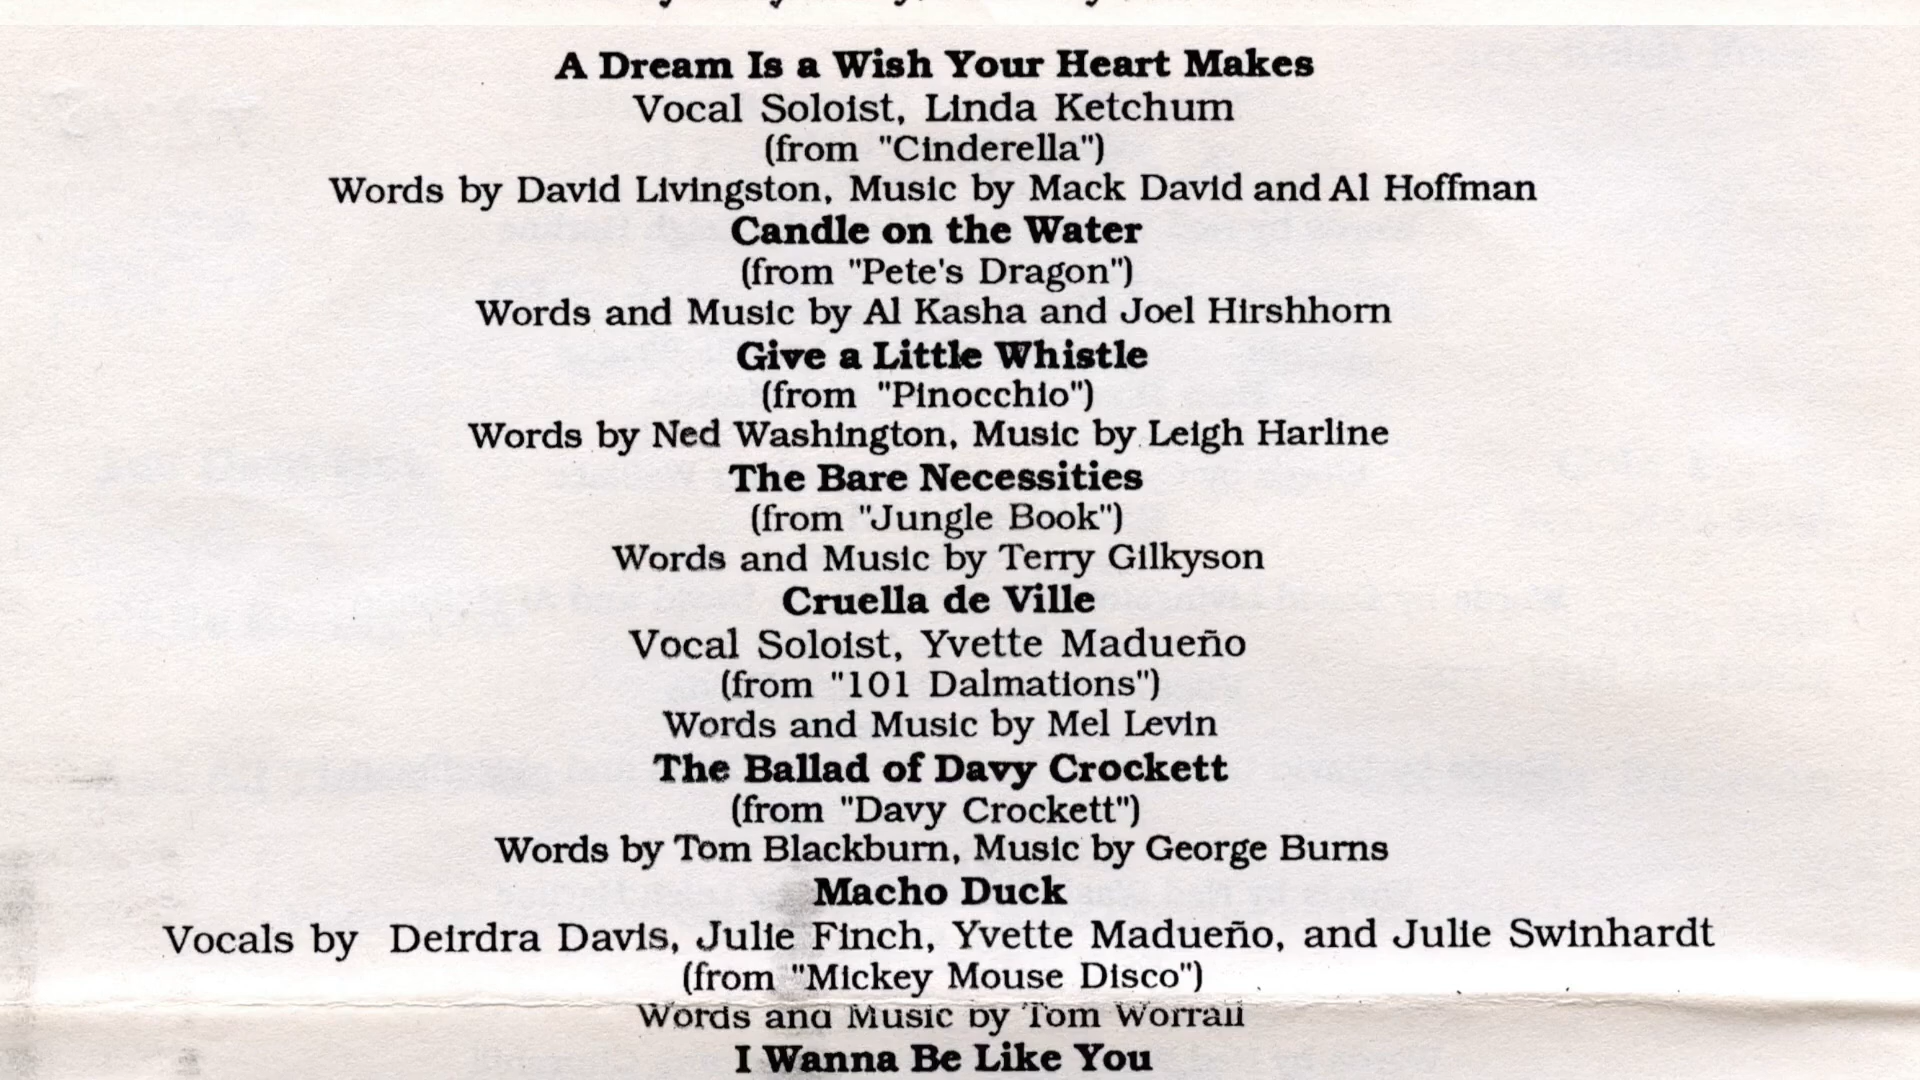 A Dream Is a Wish Your Heart Makes
Vocal Soloist, Linda Ketchum
(from "Cinderella")
Words by David Livingston, Music by Mack David and Al Hoffman
Candle on the Water
(from "Pete's Dragon")
Words and Music by Al Kasha and Joel Hirshhorn
Give a Little Whistle
(from "Pinocchio")
Words by Ned Washington, Music by Leigh Harline
The Bare Necessities
(from "Jungle Book")
Words and Music by Terry Gilkyson
Cruella de Ville
Vocal Soloist, Yvette Madueño
(from "101 Dalmations")
Words and Music by Mel Levin
The Ballad of Davy Crockett
(from "Davy Crockett")
Words by Tom Blackburn, Music by George Burns
Macho Duck
Vocals by Deirdra Davis, Julie Finch, Yvette Madueño, and Julie Swinhardt
(from "Mickey Mouse Disco")
Words and Music by Tom Worrall
I Wanna Be Like You